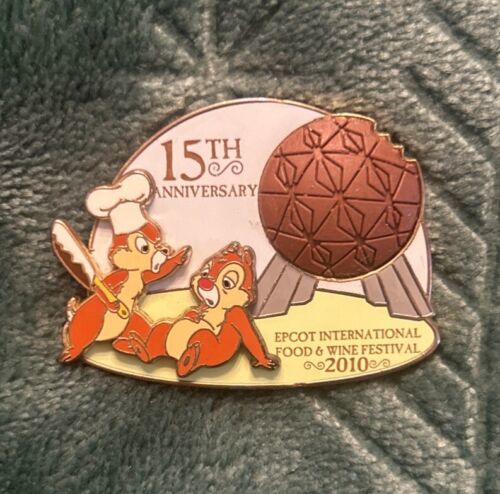 15TH
ANNIVERSARY
EPCOT INTERNATIONAL
FOOD & WINE FESTIVAL
2010